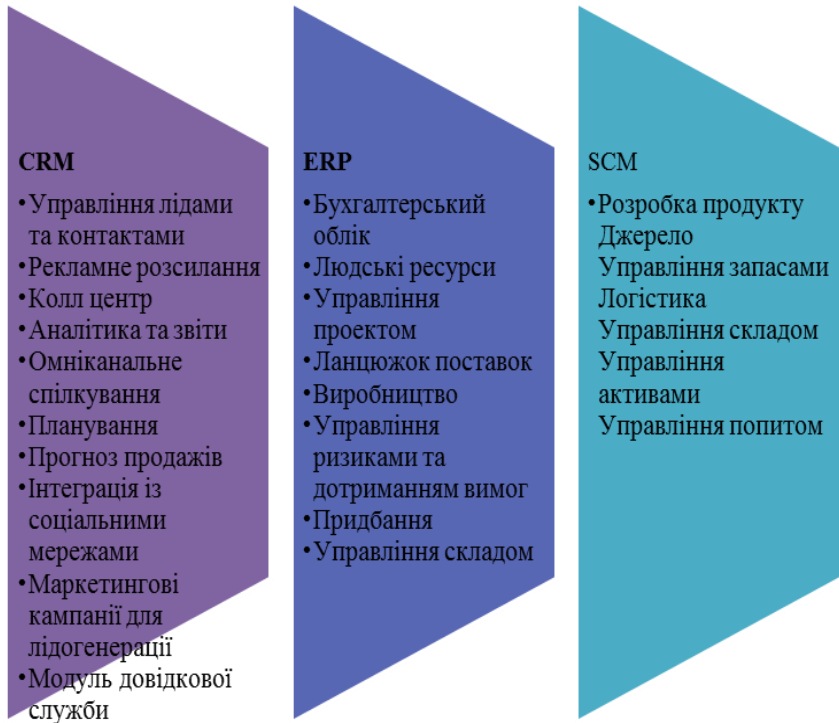 CRM
•Управління лідами
та контактами
•Рекламне розсилання
•Колл центр
•Аналітика та звіти
•Омніканальне
спілкування
•Планування
•Прогноз продажів
•Інтеграція із
соціальними
мережами
•Маркетингові
кампанії для
лідогенерації
•Модуль довідкової
служби
ERP
•Бухгалтерський
облік
•Людські ресурси
•Управління
проектом
•Ланцюжок поставок
•Виробництво
•Управління
ризиками та
дотриманням вимог
•Придбання
•Управління складом
SCM
•Розробка продукту
Джерело
Управління запасами
Логістика
Управління складом
Управління
активами
Управління попитом